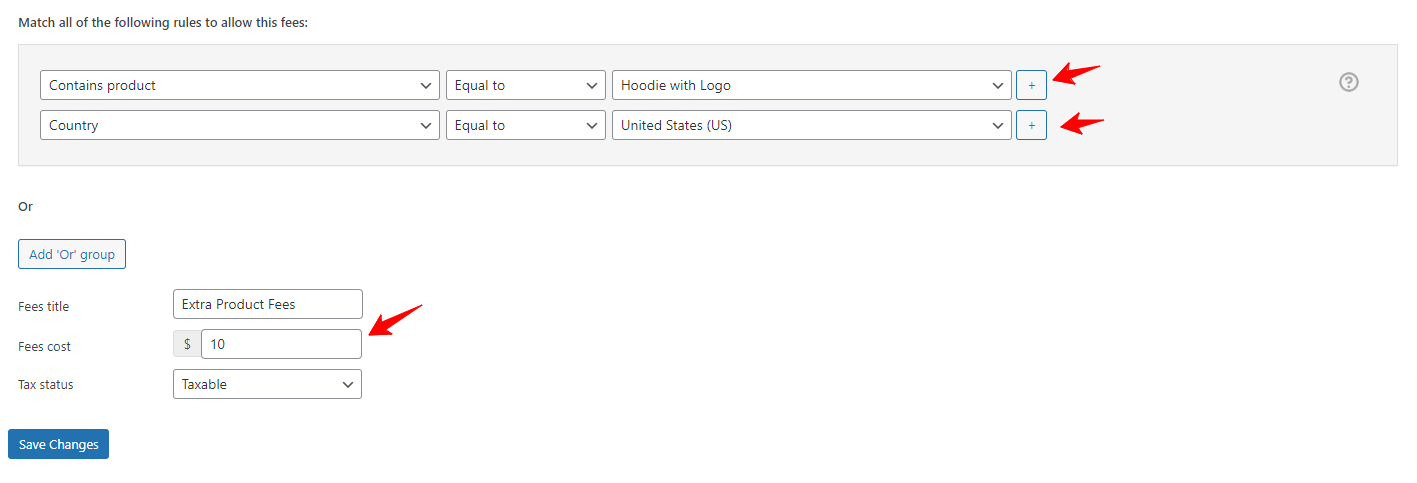 Match all of the following rules to allow this fees:
Contains product Equal to Hoodie with Logo +
Country Equal to United States (US) +
Or
Add 'Or' group
Fees title Extra Product Fees
Fees cost $ 10
Tax status Taxable
Save Changes